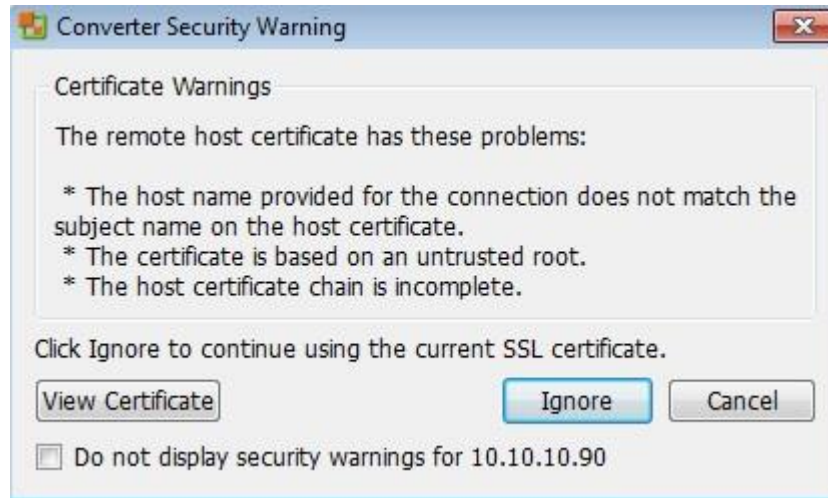 Converter Security Warning
Certificate Warnings
The remote host certificate has these problems:
* The host name provided for the connection does not match the
subject name on the host certificate.
* The certificate is based on an untrusted root.
* The host certificate chain is incomplete.
Click Ignore to continue using the current SSL certificate.
View Certificate
Ignore
Cancel
Do not display security warnings for 10.10.10.90